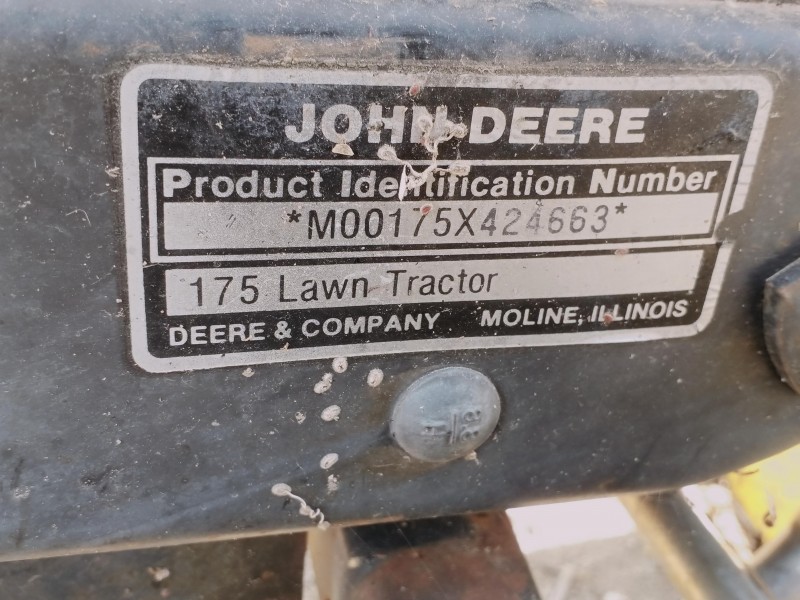 JOHN DEERE
Product Identification Number
*M00175X424663*
175 Lawn Tractor
DEERE & COMPANY MOLINE, ILLINOIS